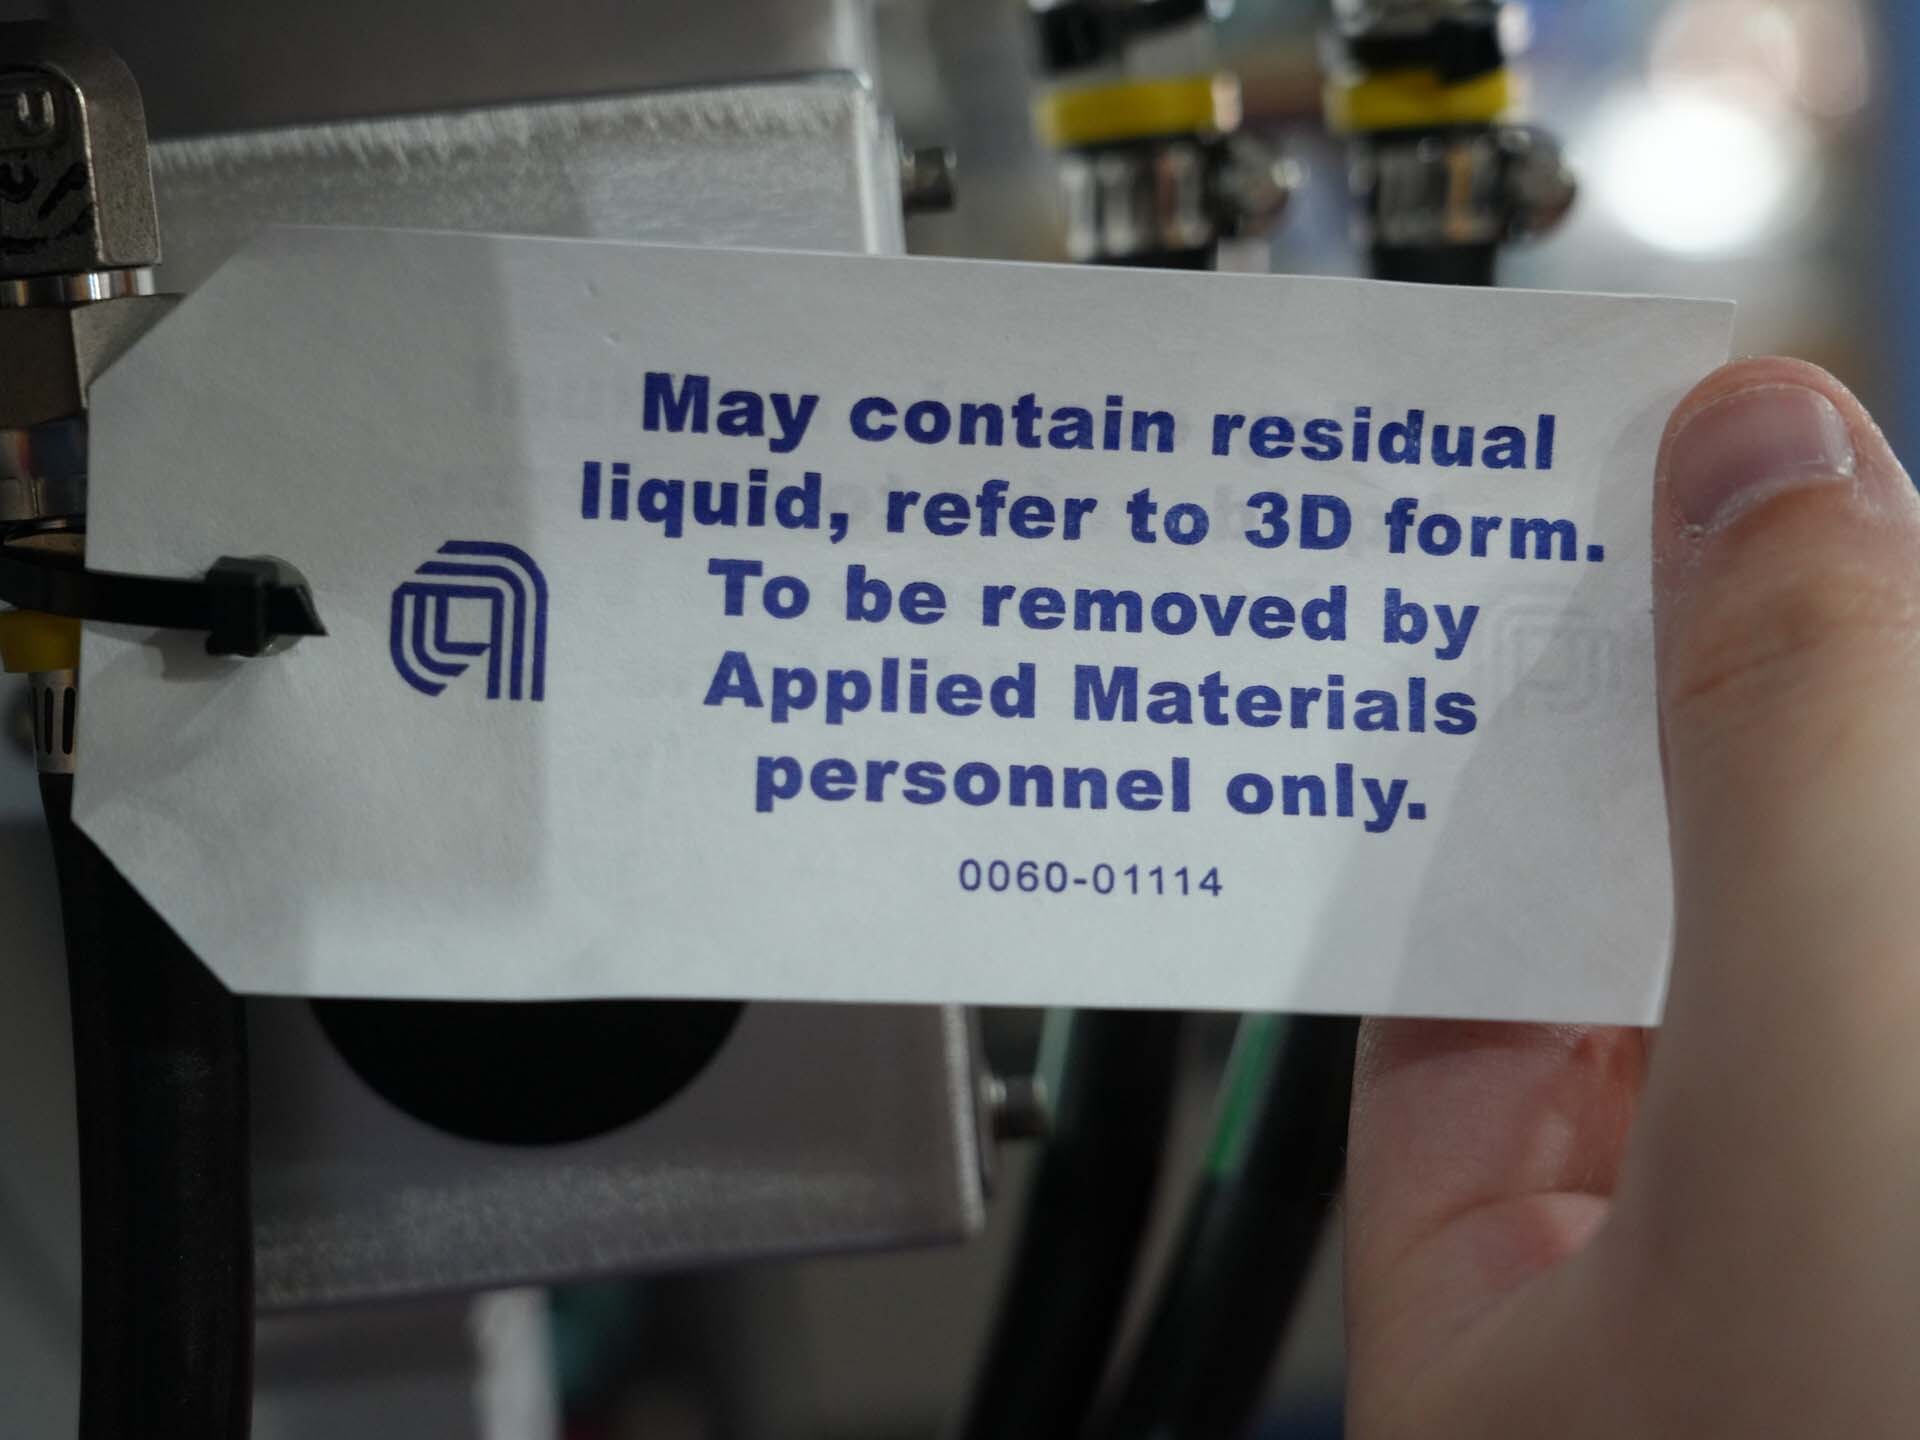 May contain residual
liquid, refer to 3D form.
To be removed by
Applied Materials
personnel only.
0060-01114